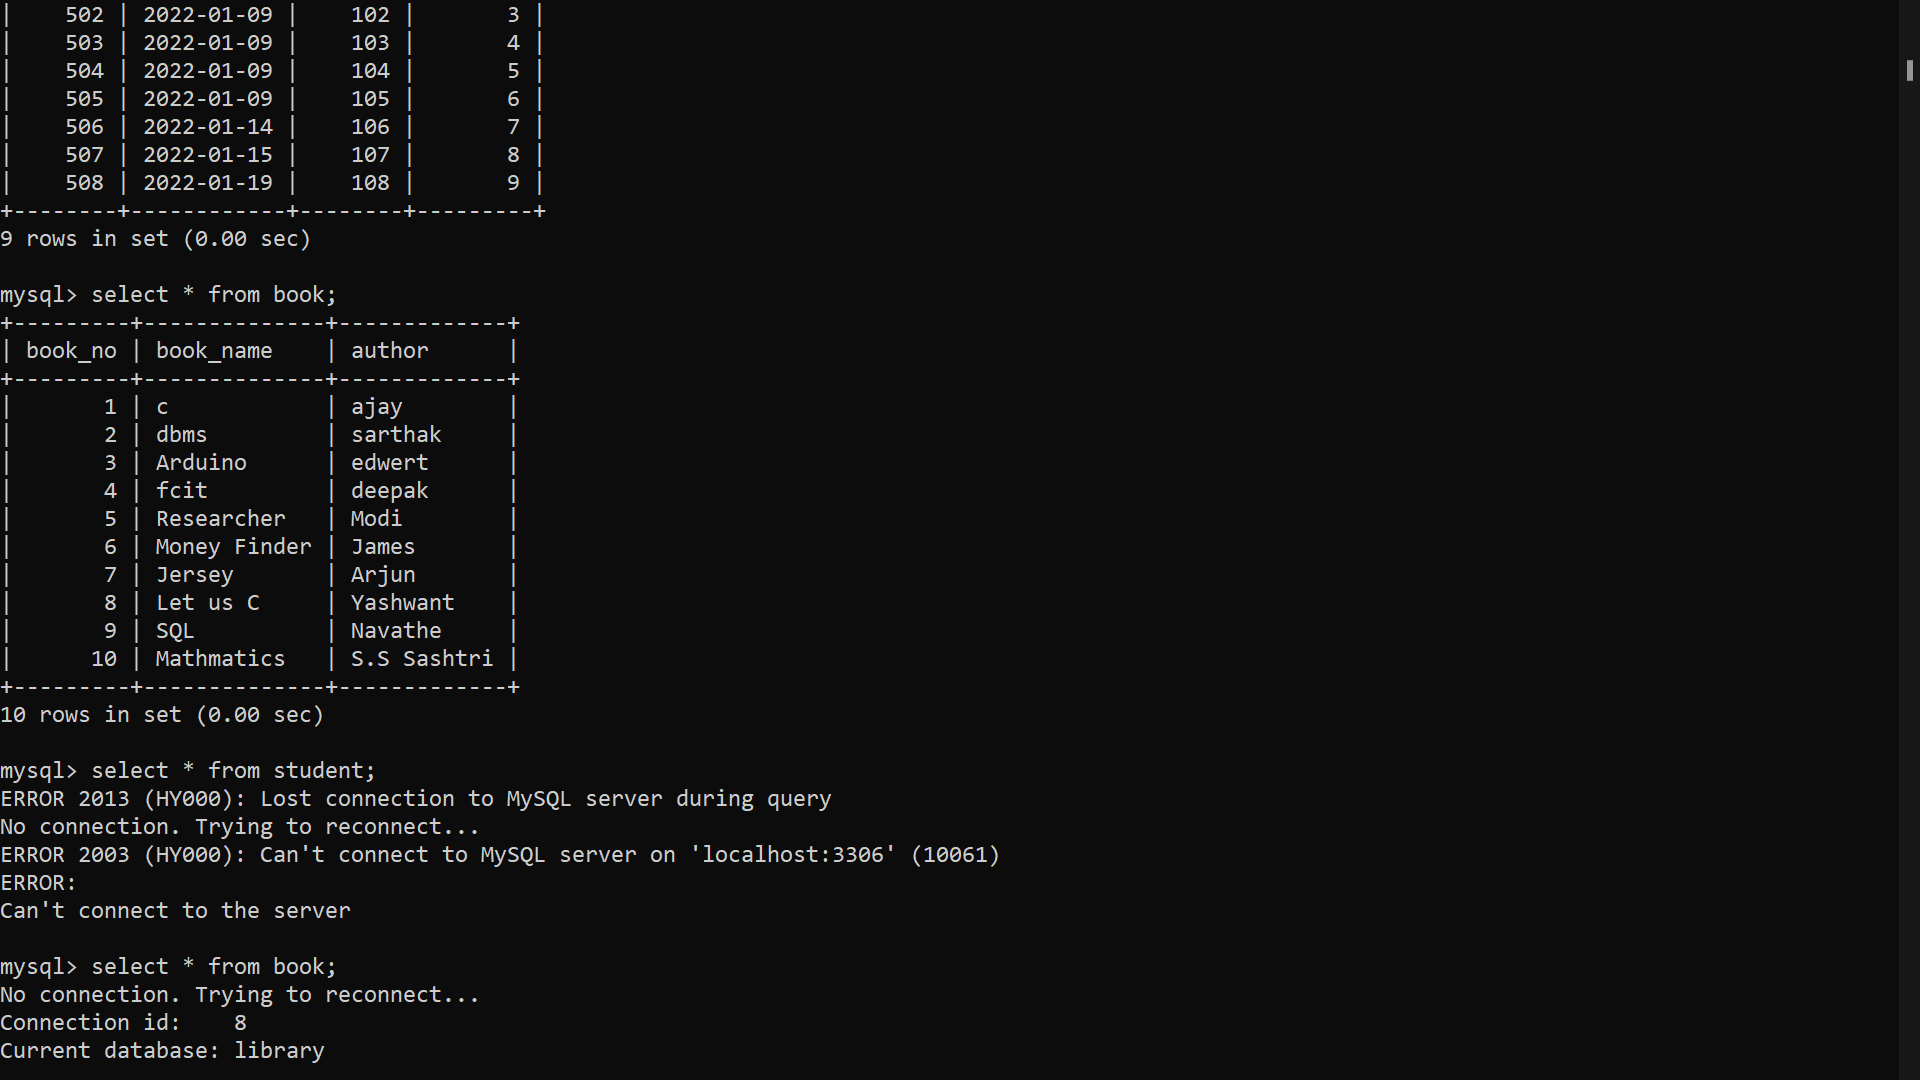 |    502 | 2022-01-09 |    102 |       3 |
|    503 | 2022-01-09 |    103 |       4 |
|    504 | 2022-01-09 |    104 |       5 |
|    505 | 2022-01-09 |    105 |       6 |
|    506 | 2022-01-14 |    106 |       7 |
|    507 | 2022-01-15 |    107 |       8 |
|    508 | 2022-01-19 |    108 |       9 |
+--------+------------+--------+---------+
9 rows in set (0.00 sec)

mysql> select * from book;
+---------+--------------+-------------+
| book_no | book_name    | author      |
+---------+--------------+-------------+
|       1 | c            | ajay        |
|       2 | dbms         | sarthak     |
|       3 | Arduino      | edwert      |
|       4 | fcit         | deepak      |
|       5 | Researcher   | Modi        |
|       6 | Money Finder | James       |
|       7 | Jersey       | Arjun       |
|       8 | Let us C     | Yashwant    |
|       9 | SQL          | Navathe     |
|      10 | Mathmatics   | S.S Sashtri |
+---------+--------------+-------------+
10 rows in set (0.00 sec)

mysql> select * from student;
ERROR 2013 (HY000): Lost connection to MySQL server during query
No connection. Trying to reconnect...
ERROR 2003 (HY000): Can't connect to MySQL server on 'localhost:3306' (10061)
ERROR:
Can't connect to the server

mysql> select * from book;
No connection. Trying to reconnect...
Connection id:    8
Current database: library